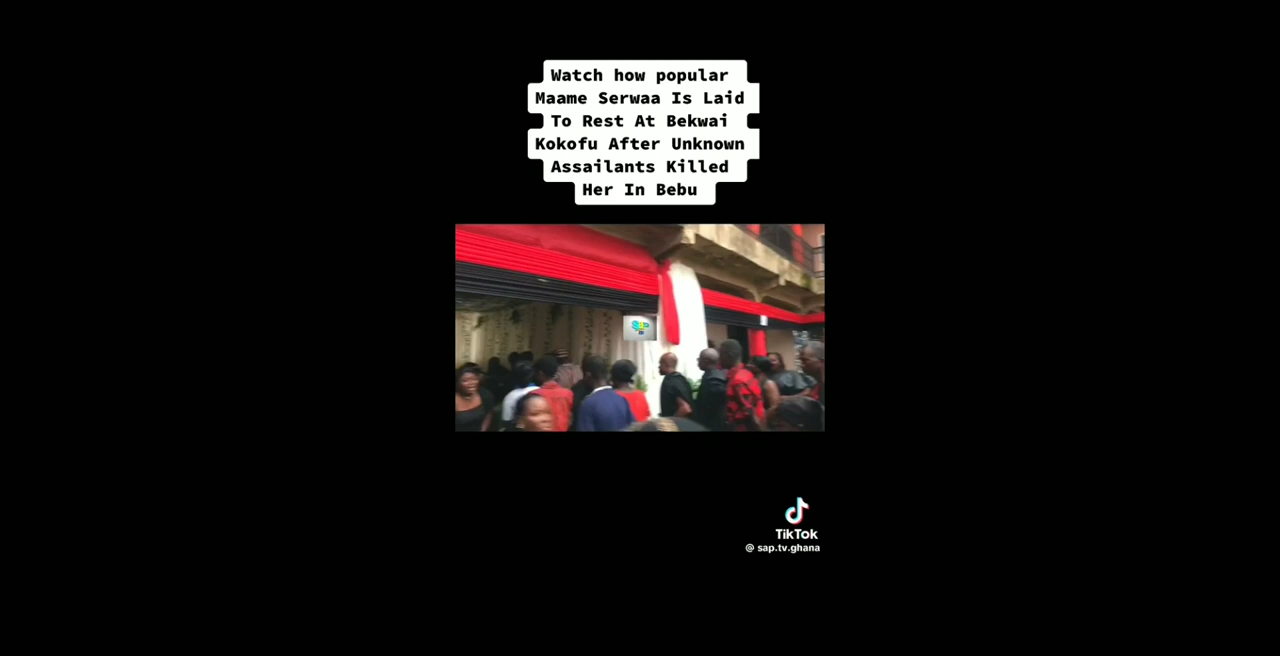 Watch how popular
Maame Serwaa Is Laid
To Rest At Bekwai
Kokofu After Unknown
Assailants Killed
Her In Bebu
TikTok
@ sap.tv.ghana